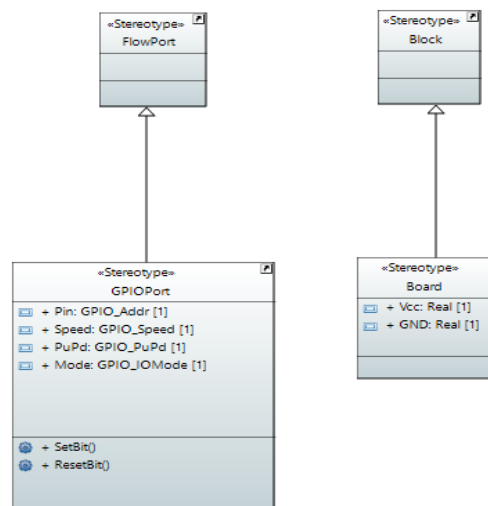 «Stereotype»
FlowPort
«Stereotype»
Block
«Stereotype»
GPIOPort
+ Pin: GPIO_Addr [1]
+ Speed: GPIO_Speed [1]
+ PuPd: GPIO_PuPd [1]
+ Mode: GPIO_IOMode [1]
+ SetBit()
+ ResetBit()
«Stereotype»
Board
+ Vcc: Real [1]
+ GND: Real [1]